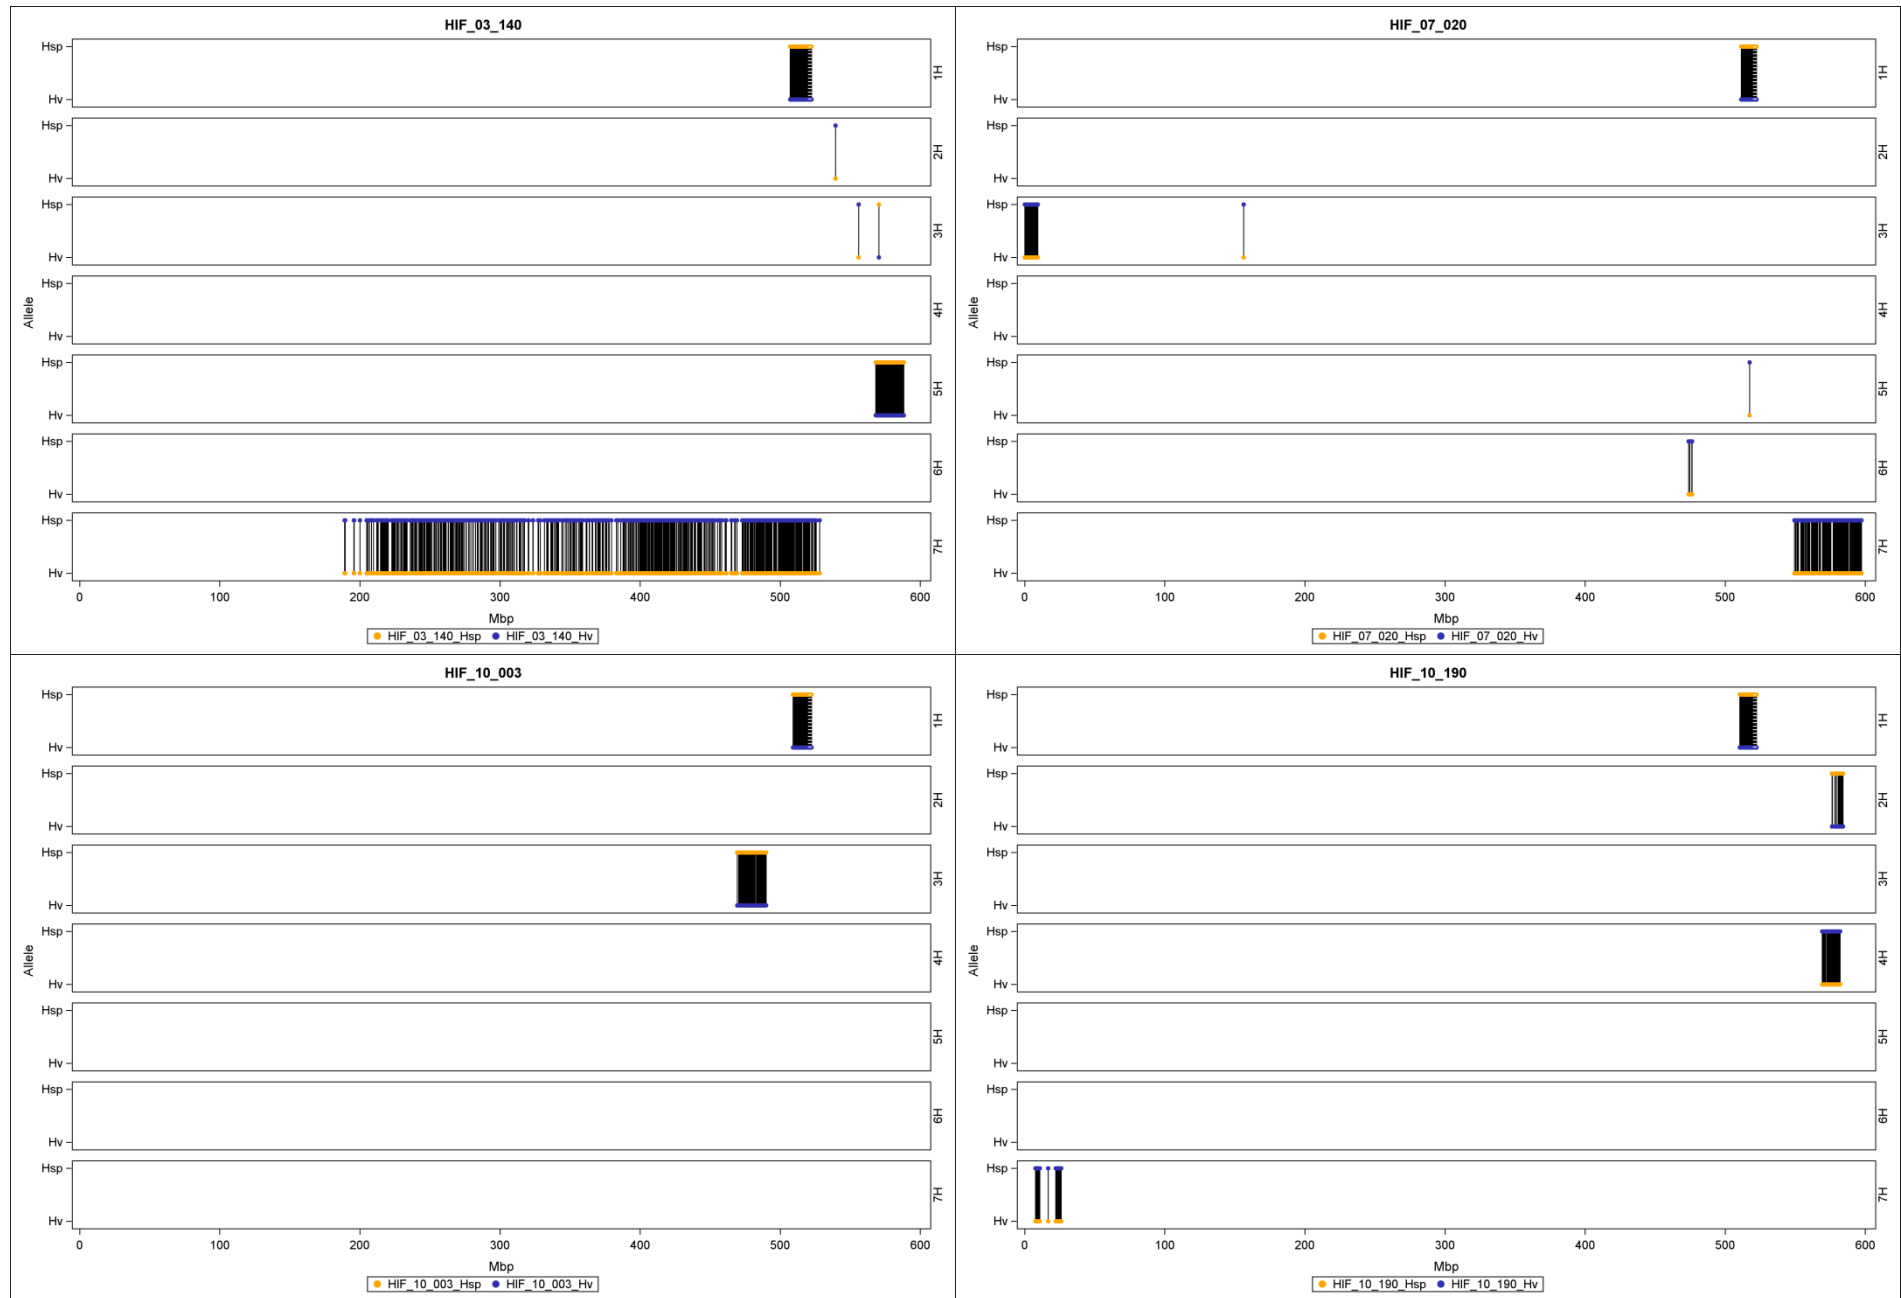 HIF_03_140
Hsp
Hv
1H
Hsp
Hv
2H
Hsp
Hv
3H
Hsp
Hv
4H
Allele
Hsp
Hv
5H
Hsp
Hv
6H
Hsp
Hv
7H
0 100 200 300 400 500 600
Mbp
HIF_03_140_Hsp HIF_03_140_Hv
HIF_07_020
Hsp
Hv
1H
Hsp
Hv
2H
Hsp
Hv
3H
Hsp
Hv
4H
Allele
Hsp
Hv
5H
Hsp
Hv
6H
Hsp
Hv
7H
0 100 200 300 400 500 600
Mbp
HIF_07_020_Hsp HIF_07_020_Hv
HIF_10_003
Hsp
Hv
1H
Hsp
Hv
2H
Hsp
Hv
3H
Hsp
Hv
4H
Allele
Hsp
Hv
5H
Hsp
Hv
6H
Hsp
Hv
7H
0 100 200 300 400 500 600
Mbp
HIF_10_003_Hsp HIF_10_003_Hv
HIF_10_190
Hsp
Hv
1H
Hsp
Hv
2H
Hsp
Hv
3H
Hsp
Hv
4H
Allele
Hsp
Hv
5H
Hsp
Hv
6H
Hsp
Hv
7H
0 100 200 300 400 500 600
Mbp
HIF_10_190_Hsp HIF_10_190_Hv